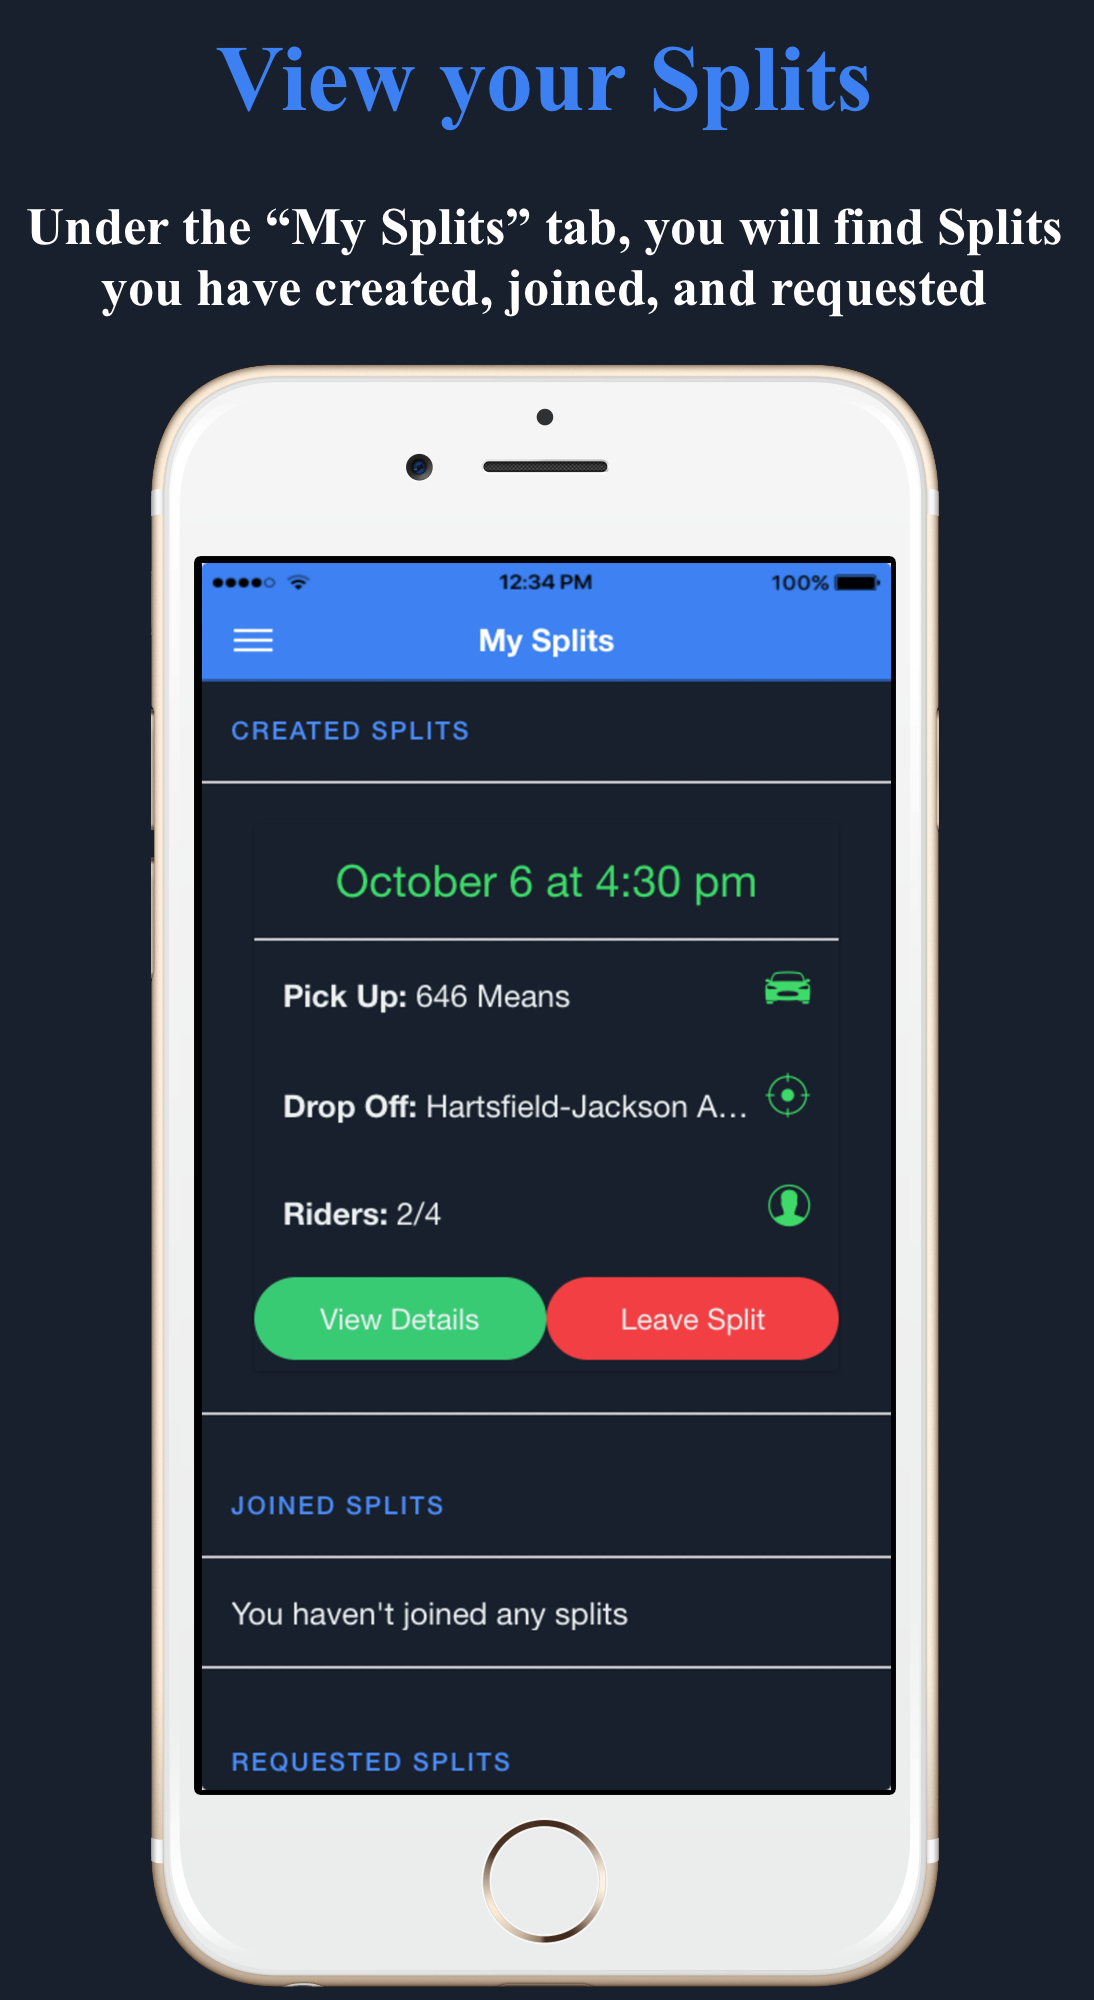 View your Splits
Under the “My Splits” tab, you will find Splits
you have created, joined, and requested
12:34 PM
100%
My Splits
CREATED SPLITS
October 6 at 4:30 pm
Pick Up: 646 Means
Drop Off: Hartsfield-Jackson A...
Riders: 2/4
View Details
Leave Split
JOINED SPLITS
You haven't joined any splits
REQUESTED SPLITS